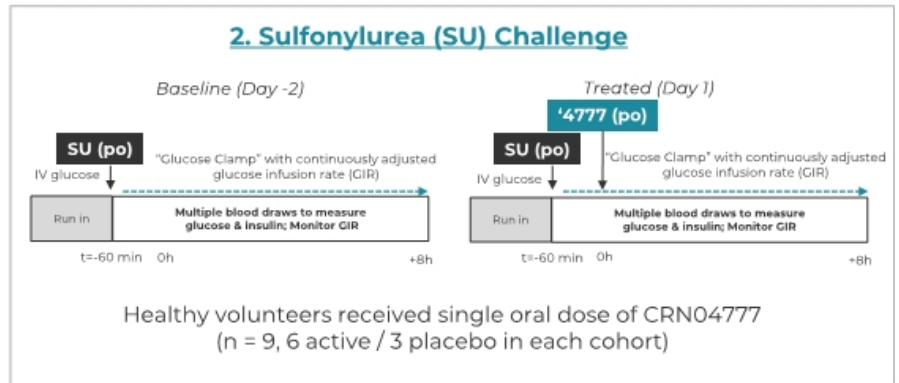 2. Sulfonylurea (SU) Challenge
Baseline (Day -2)
SU (po)
IV glucose
"Glucose Clamp" with continuously adjusted
glucose infusion rate (GIR)
Run in
Multiple blood draws to measure
glucose & insulin; Monitor GIR
t=-60 min 0h +8h
Treated (Day 1)
'4777 (po)
SU (po)
IV glucose
"Glucose Clamp" with continuously adjusted
glucose infusion rate (GIR)
Run in
Multiple blood draws to measure
glucose & insulin; Monitor GIR
t=-60 min 0h +8h
Healthy volunteers received single oral dose of CRN04777
(n = 9, 6 active / 3 placebo in each cohort)